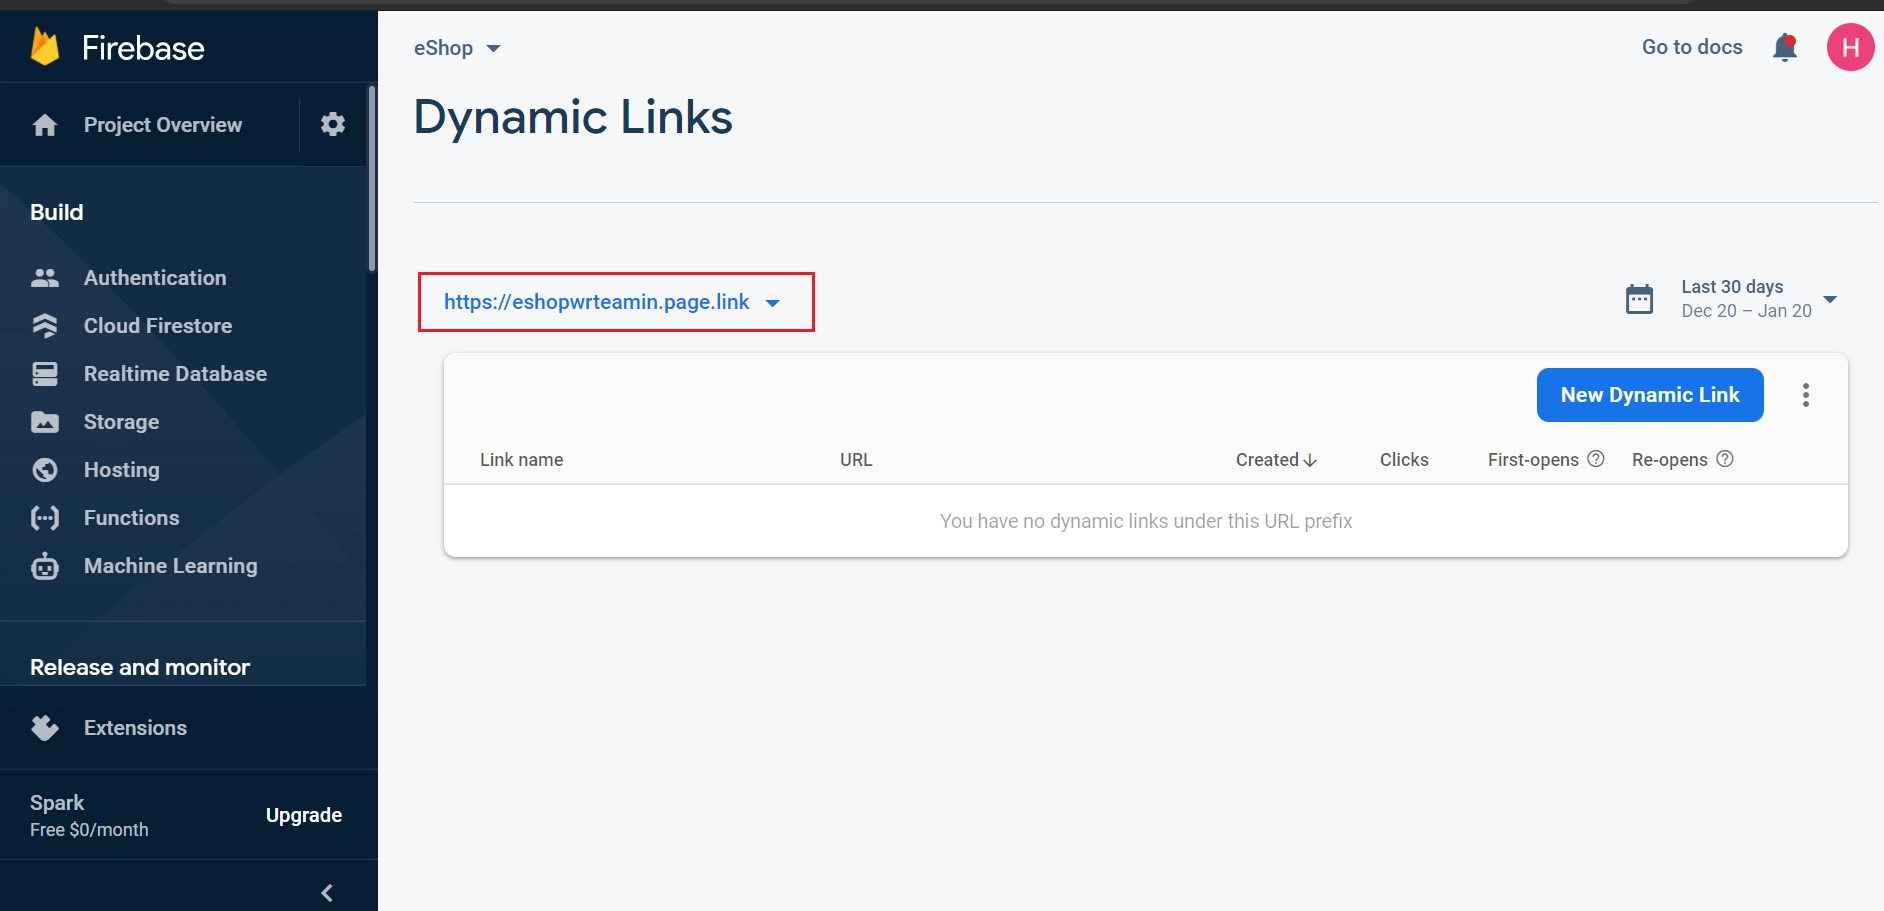 Firebase
Project Overview
Build
Authentication
Cloud Firestore
Realtime Database
Storage
Hosting
Functions
Machine Learning
Release and monitor
Extensions
Spark
Free $0/month
Upgrade
eShop
Go to docs
H
Dynamic Links
https://eshopwrteamin.page.link
Last 30 days
Dec 20 – Jan 20
New Dynamic Link
Link name URL Created Clicks First-opens Re-opens
You have no dynamic links under this URL prefix